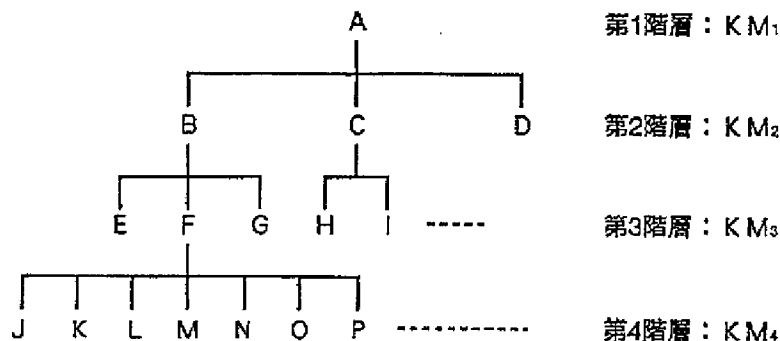 A 第1階層：KM₁
B C D 第2階層：KM₂
E F G H I ------ 第3階層：KM₃
J K L M N O P ------------ 第4階層：KM₄